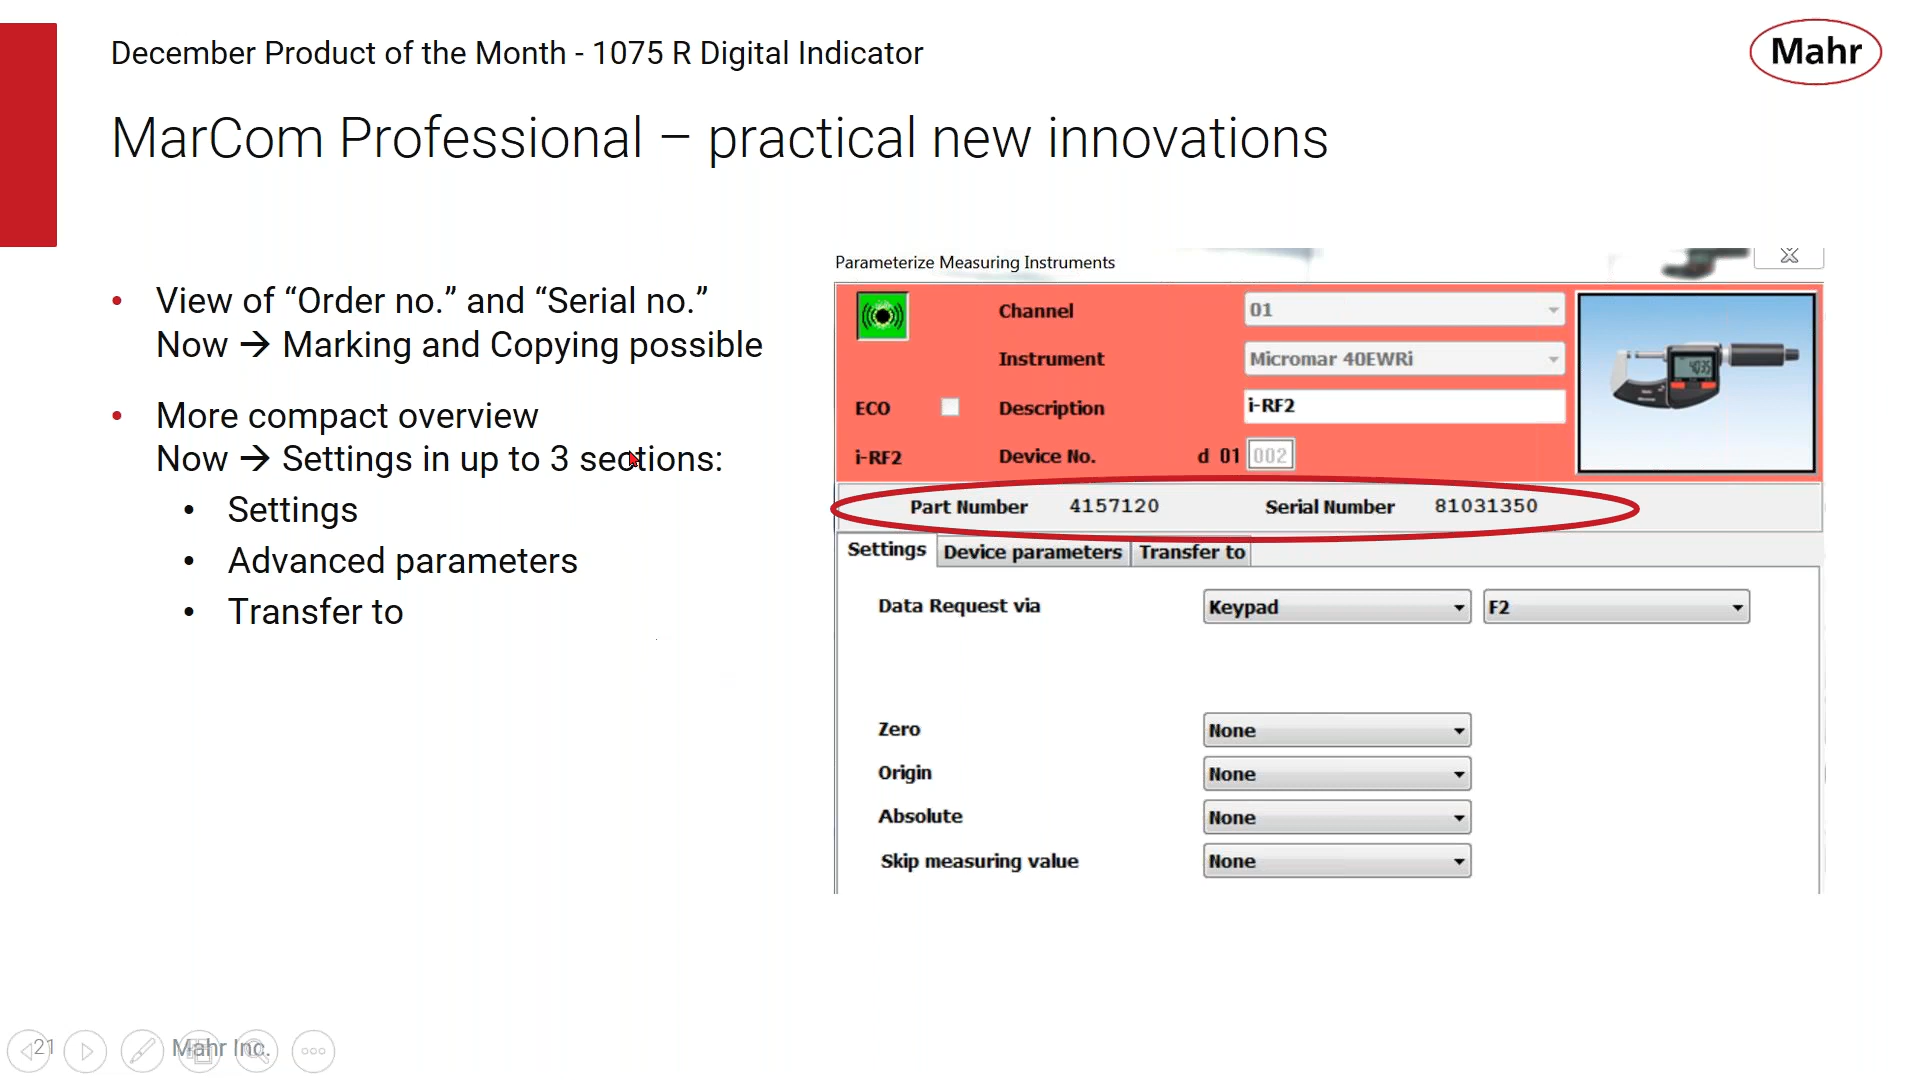 December Product of the Month - 1075 R Digital Indicator
Mahr
MarCom Professional – practical new innovations
• View of “Order no.” and “Serial no.”
Now → Marking and Copying possible
• More compact overview
Now → Settings in up to 3 sections:
• Settings
• Advanced parameters
• Transfer to
Parameterize Measuring Instruments
Channel 01
Instrument Micromar 40EWRi
ECO Description i-RF2
i-RF2 Device No. d 01 002
Part Number 4157120 Serial Number 81031350
Settings Device parameters Transfer to
Data Request via Keypad F2
Zero None
Origin None
Absolute None
Skip measuring value None
21 Mahr Inc.